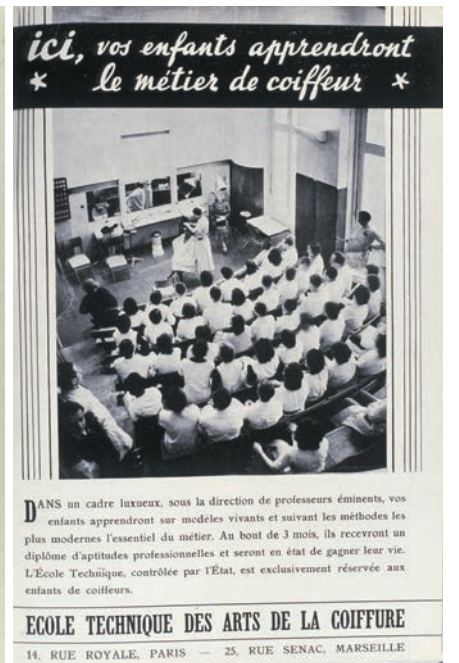 ici, vos enfants apprendront
* le métier de coiffeur *
DANS un cadre luxueux, sous la direction de professeurs éminents, vos
enfants apprendront sur modèles vivants et suivant les méthodes les
plus modernes l'essentiel du métier. Au bout de 3 mois, ils recevront un
diplôme d'aptitudes professionnelles et seront en état de gagner leur vie.
L'École Technique, contrôlée par l'État, est exclusivement réservée aux
enfants de coiffeurs.
ECOLE TECHNIQUE DES ARTS DE LA COIFFURE
14, RUE ROYALE, PARIS — 25, RUE SENAC, MARSEILLE